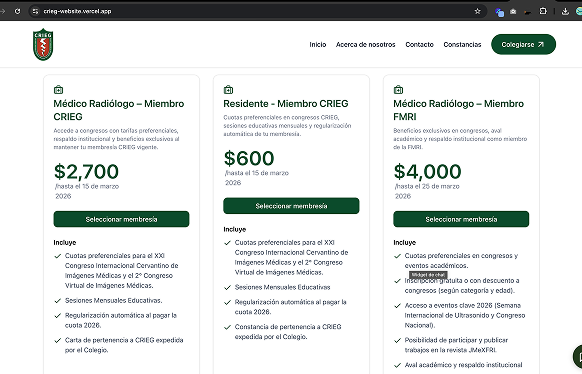 crieg-website.vercel.app
CRIEG
Inicio
Acerca de nosotros
Contacto
Constancias
Colegiarse
Médico Radiólogo – Miembro
CRIEG
Accede a congresos con tarifas preferenciales,
respaldo institucional y beneficios exclusivos al
mantener tu membresía CRIEG vigente.
$2,700
/hasta el 15 de marzo
2026
Seleccionar membresía
Incluye
Cuotas preferenciales para el XXI
Congreso Internacional Cervantino de
Imágenes Médicas y el 2º Congreso
Virtual de Imágenes Médicas.
Sesiones Mensuales Educativas.
Regularización automática al pagar la
cuota 2026.
Carta de pertenencia a CRIEG expedida
por el Colegio.
Residente - Miembro CRIEG
Cuotas preferenciales en congresos CRIEG,
sesiones educativas mensuales y regularización
automática de tu membresía.
$600
/hasta el 15 de marzo
2026
Seleccionar membresía
Incluye
Cuotas preferenciales para el XXI
Congreso Internacional Cervantino de
Imágenes Médicas y el 2º Congreso
Virtual de Imágenes Médicas.
Sesiones Mensuales Educativas
Regularización automática al pagar la
cuota 2026.
Constancia de pertenencia a CRIEG
expedida por el Colegio.
Médico Radiólogo – Miembro
FMRI
Beneficios exclusivos en congresos, aval
académico y respaldo institucional como miembro
de la FMRI.
$4,000
/hasta el 25 de marzo
2026
Seleccionar membresía
Incluye
Cuotas preferenciales en congresos y
eventos académicos.
Widget de chat
Inscripción gratuita o con descuento a
congresos (según categoría y edad).
Acceso a eventos clave 2026 (Semana
Internacional de Ultrasonido y Congreso
Nacional).
Posibilidad de participar y publicar
trabajos en la revista JMeXFRI.
Aval académico y respaldo institucional